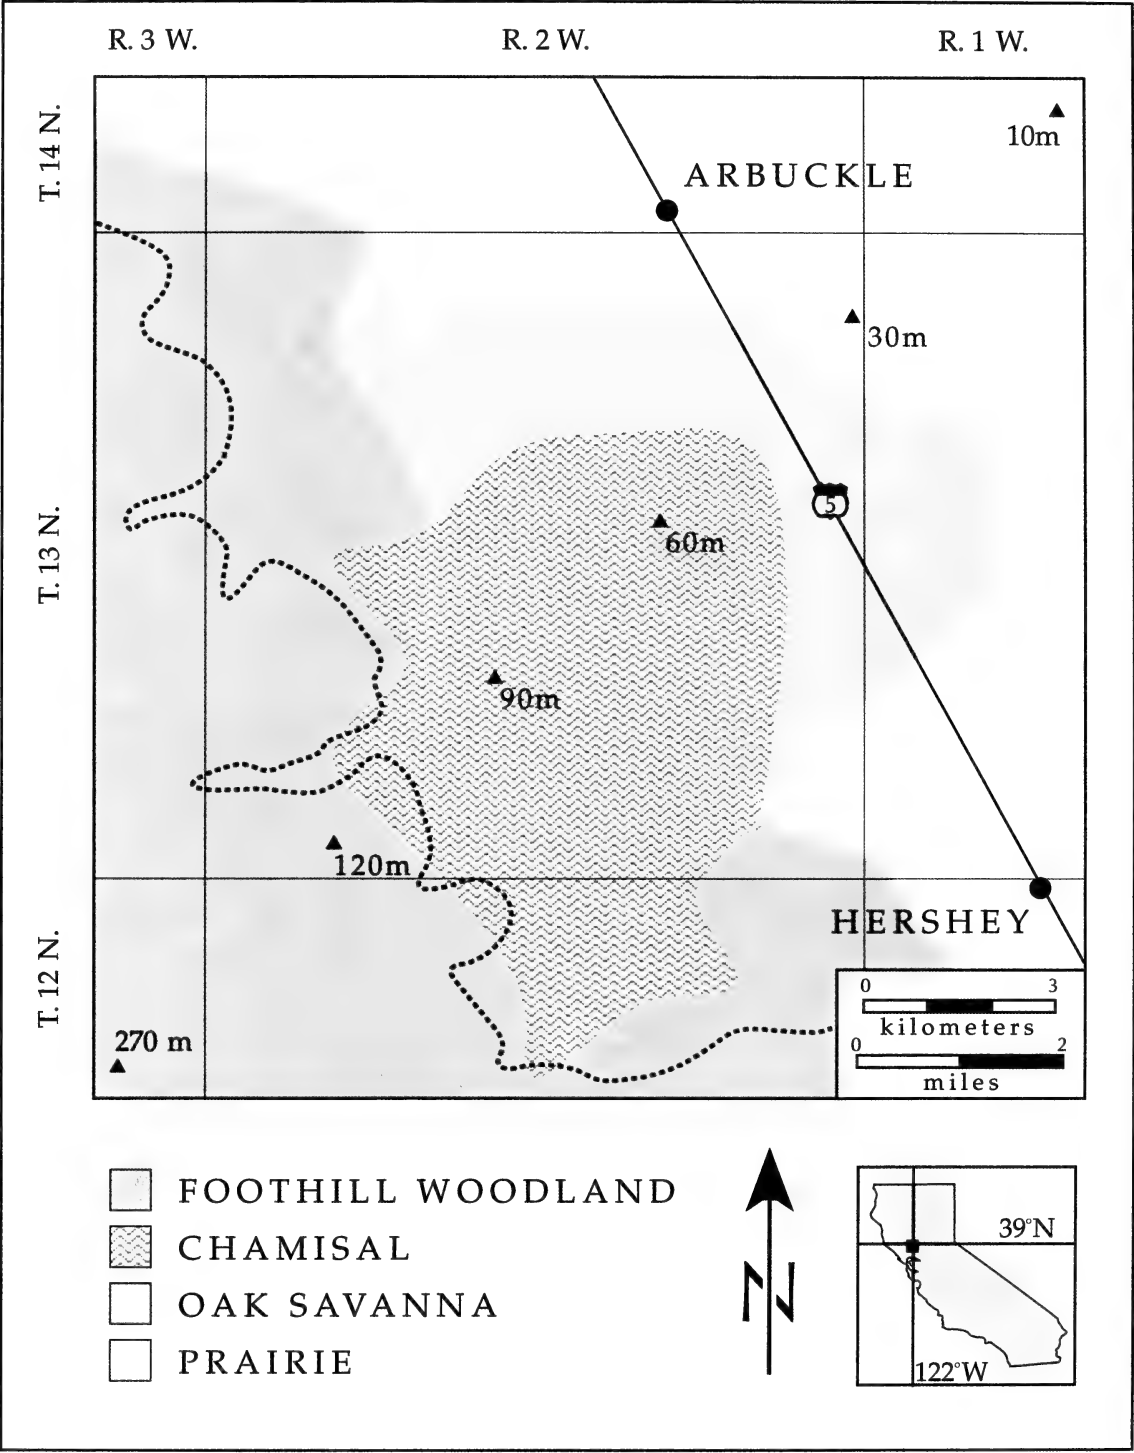 R. 3 W. R. 2 W. R. 1 W.
T. 14 N.
10m
ARBUCKLE
30m
5
T. 13 N.
60m
90m
120m
HERSHEY
T. 12 N.
0 3
kilometers
0 2
miles
270 m
FOOTHILL WOODLAND
CHAMISAL
OAK SAVANNA
PRAIRIE
N
39°N
122°W